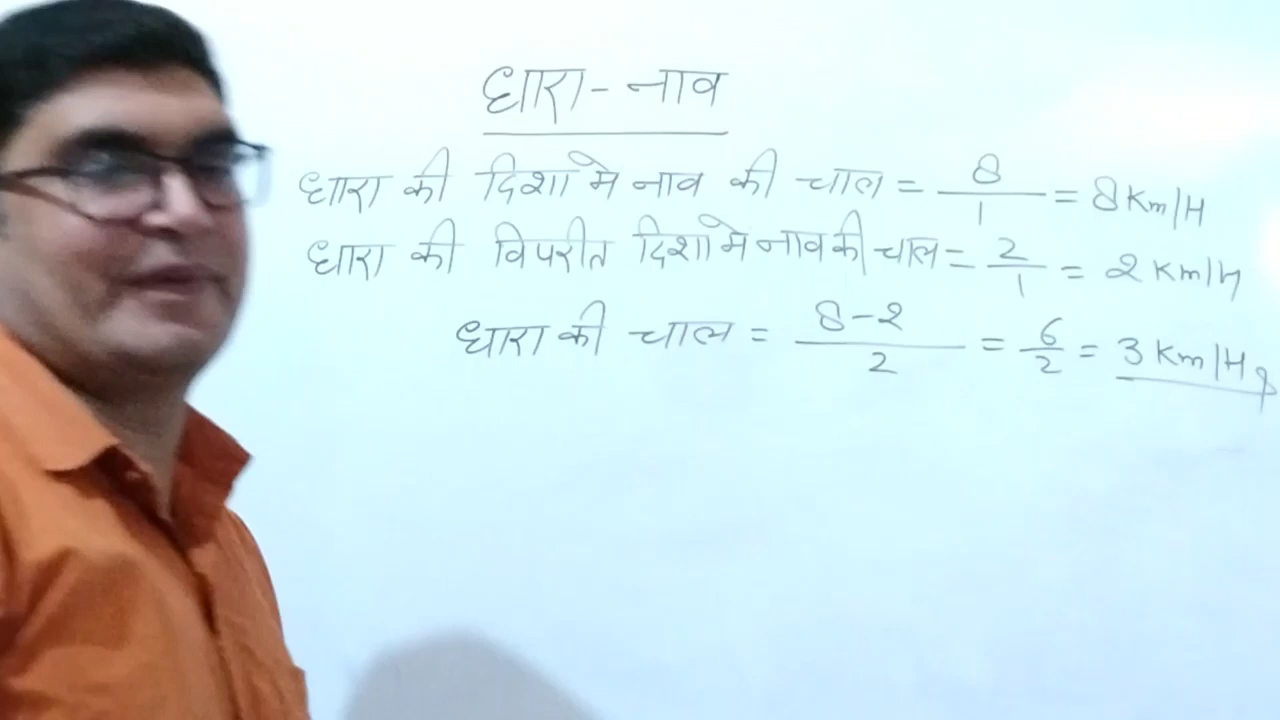 धारा-नाव
धारा की दिशा मे नाव की चाल = 8/1 = 8 Km/H
धारा की विपरीत दिशा मे नाव की चाल = 2/1 = 2 Km/H
धारा की चाल = 8-2/2 = 6/2 = 3 Km/H